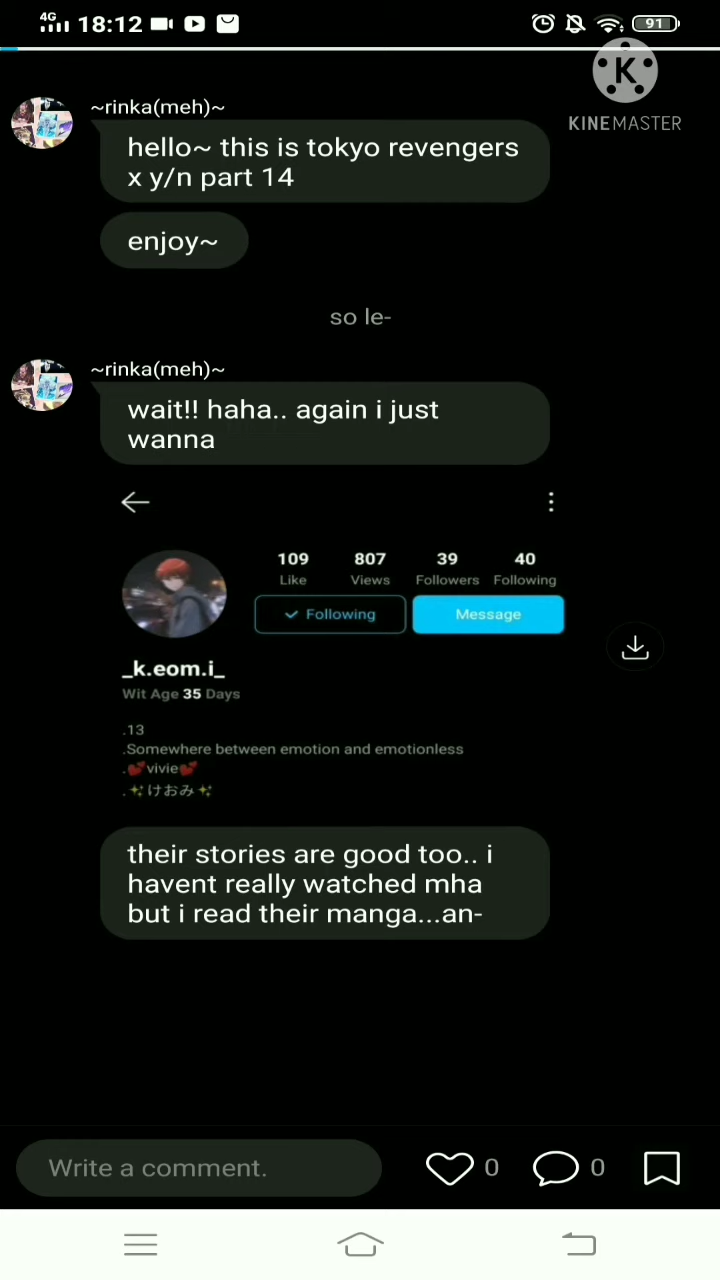 4G 18:12 91
K
KINEMASTER
~rinka(meh)~
hello~ this is tokyo revengers
x y/n part 14
enjoy~
so le-
~rinka(meh)~
wait!! haha.. again i just
wanna
109 807 39 40
Like Views Followers Following
Following Message
_k.eom.i_
Wit Age 35 Days
.13
.Somewhere between emotion and emotionless
.💕vivie💕
.✨けおみ✨
their stories are good too.. i
havent really watched mha
but i read their manga...an-
Write a comment. 0 0